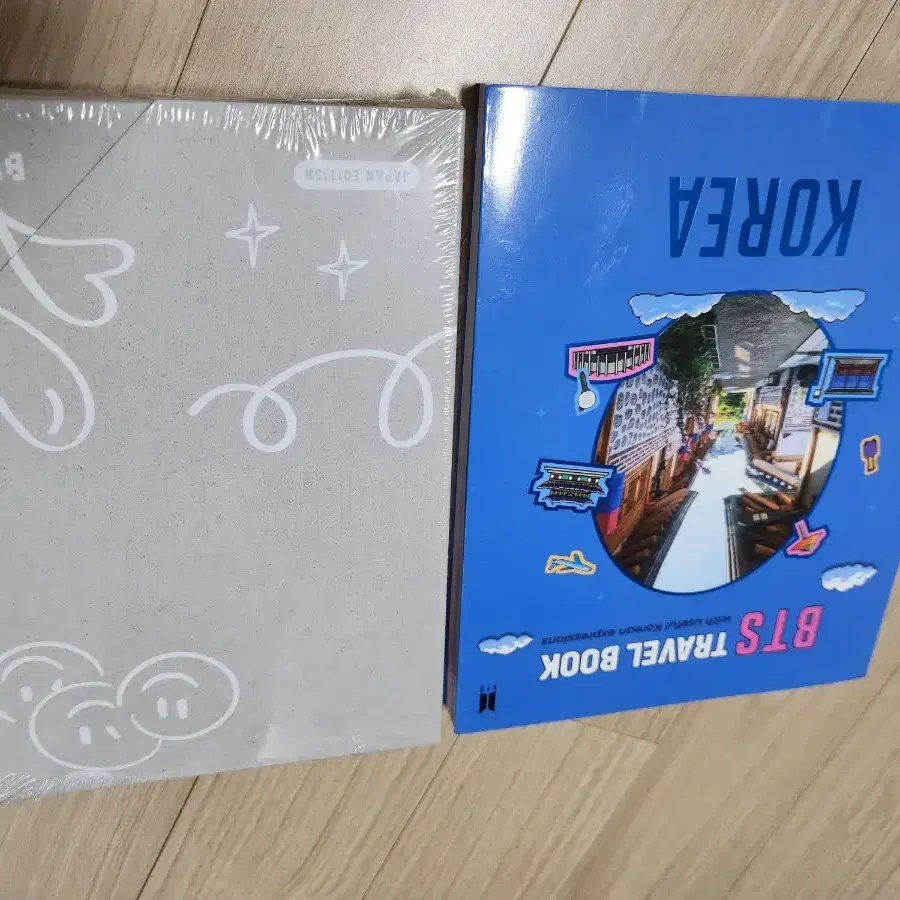 JAPAN EDITION
BTS TRAVEL BOOK
with useful Korean expressions
KOREA